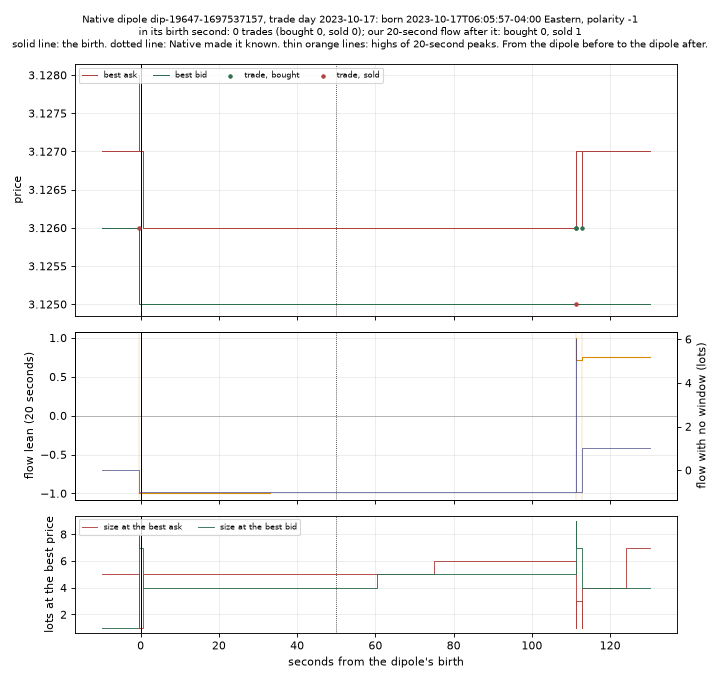 Native dipole dip-19647-1697537157, trade day 2023-10-17: born 2023-10-17T06:05:57-04:00 Eastern, polarity -1
in its birth second: 0 trades (bought 0, sold 0); our 20-second flow after it: bought 0, sold 1
solid line: the birth. dotted line: Native made it known. thin orange lines: highs of 20-second peaks. From the dipole before to the dipole after.
best ask best bid trade, bought trade, sold
3.1280
3.1275
3.1270
3.1265
3.1260
3.1255
3.1250
price
1.0
0.5
0.0
−0.5
−1.0
flow lean (20 seconds)
6
4
2
0
flow with no window (lots)
size at the best ask size at the best bid
8
6
4
2
lots at the best price
0 20 40 60 80 100 120
seconds from the dipole's birth